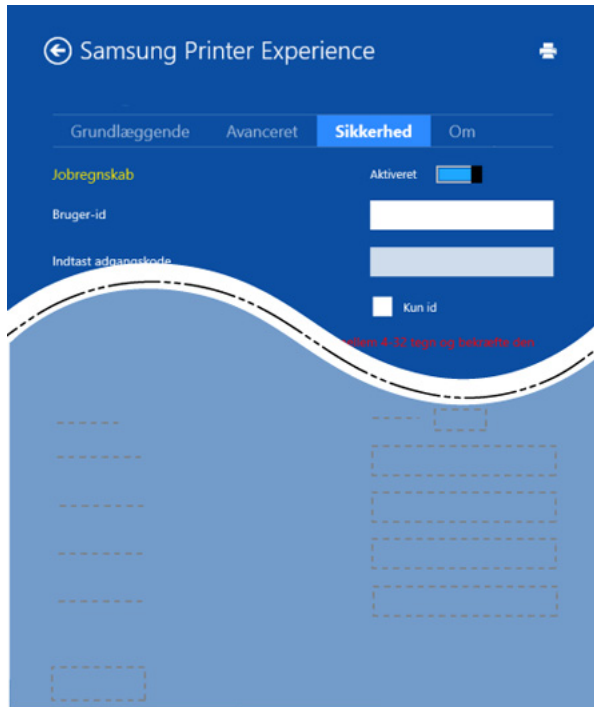 Samsung Printer Experience
Grundlæggende Avanceret Sikkerhed Om
Jobregnskab Aktiveret
Bruger-id
Indtast adgangskode
Kun id
4-32 tegn og bekræfte den